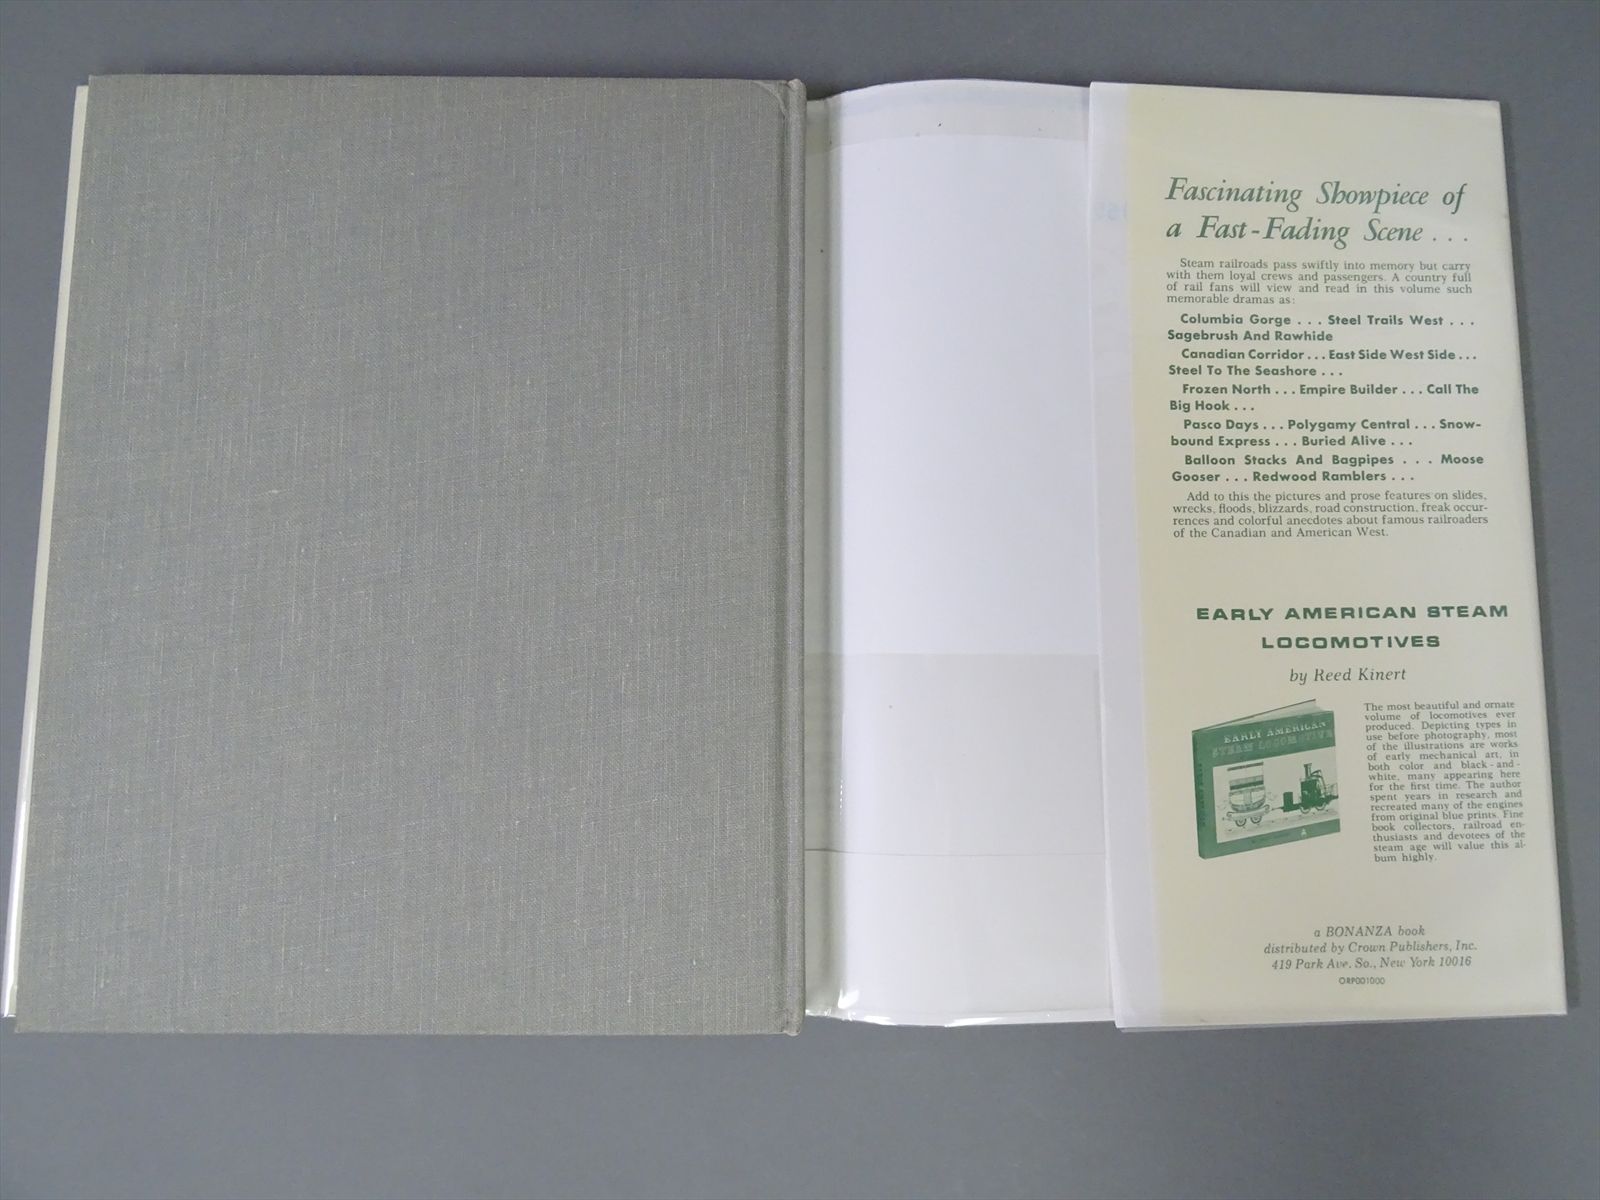 Fascinating Showpiece of
a Fast-Fading Scene . . .
Steam railroads pass swiftly into memory but carry
with them loyal crews and passengers. A country full
of rail fans will view and read in this volume such
memorable dramas as:
Columbia Gorge . . . Steel Trails West . . .
Sagebrush And Rawhide
Canadian Corridor . . . East Side West Side . . .
Steel To The Seashore . . .
Frozen North . . . Empire Builder . . . Call The
Big Hook . . .
Pasco Days . . . Polygamy Central . . . Snow-
bound Express . . . Buried Alive . . .
Balloon Stacks And Bagpipes . . . Moose
Gooser . . . Redwood Ramblers . . .
Add to this the pictures and prose features on slides,
wrecks, floods, blizzards, road construction, freak occur-
rences and colorful anecdotes about famous railroaders
of the Canadian and American West.
EARLY AMERICAN STEAM
LOCOMOTIVES
by Reed Kinert
EARLY AMERICAN
STEAM LOCOMOTIVE
The most beautiful and ornate
volume of locomotives ever
produced. Depicting types in
use before photography, most
of the illustrations are works
of early mechanical art, in
both color and black-and-
white, many appearing here
for the first time. The author
spent years in research and
recreated many of the engines
from original blue prints. Fine
book collectors, railroad en-
thusiasts and devotees of the
steam age will value this al-
bum highly.
a BONANZA book
distributed by Crown Publishers, Inc.
419 Park Ave. So., New York 10016
ORP001000